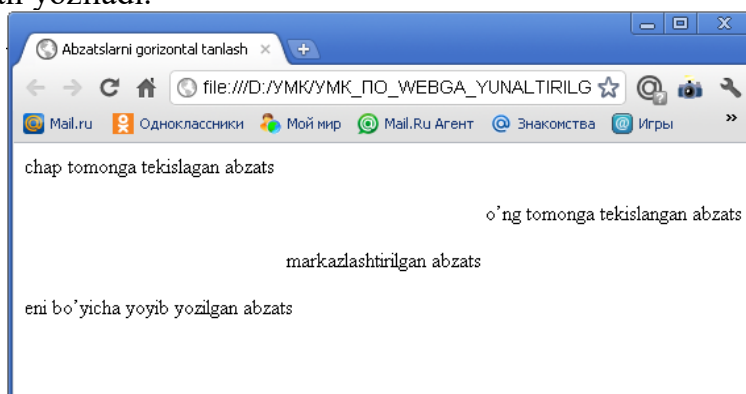 Abzatslarni gorizontal tanlash
file:///D:/УМК/УМК_ПО_WEBGA_YUNALTIRILG
Mail.ru Одноклассники Мой мир Mail.Ru Агент Знакомства Игры »
chap tomonga tekislagan abzats
o’ng tomonga tekislangan abzats
markazlashtirilgan abzats
eni bo’yicha yoyib yozilgan abzats